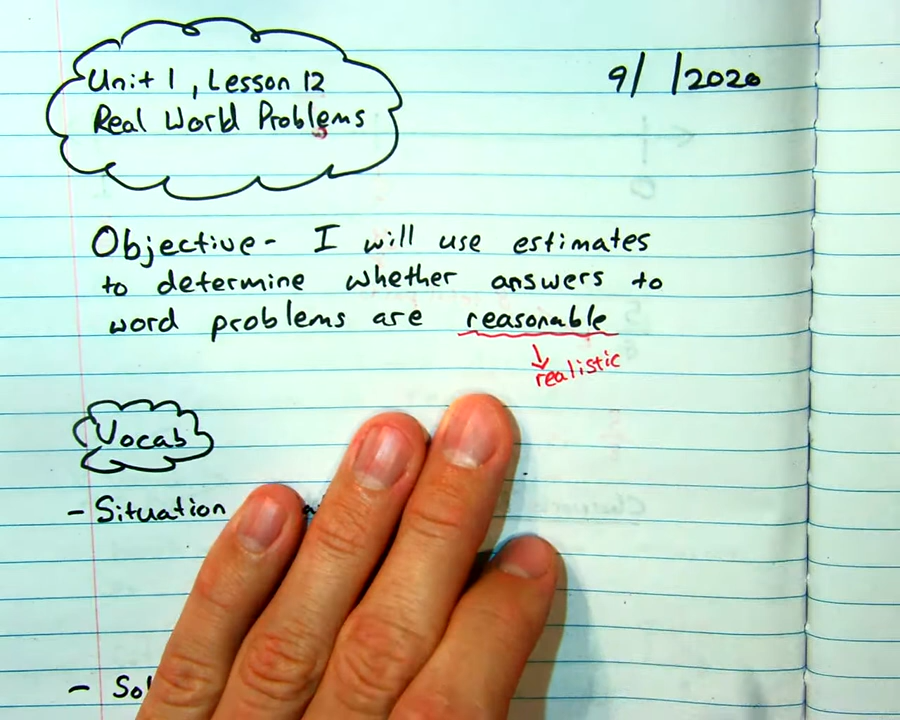 Unit 1, Lesson 12
9/ /2020
Real World Problems
Objective- I will use estimates
to determine whether answers to
word problems are reasonable
realistic
Vocab
- Situation
-